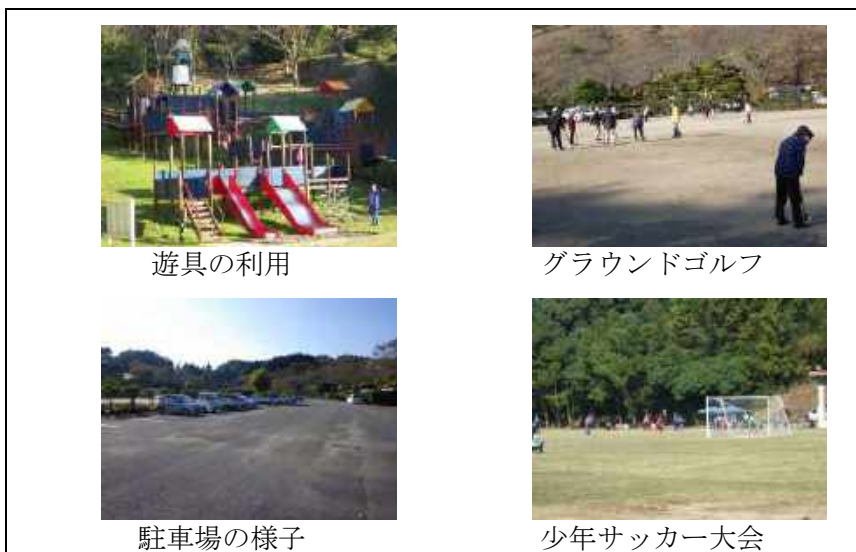 遊具の利用
グラウンドゴルフ
駐車場の様子
少年サッカー大会